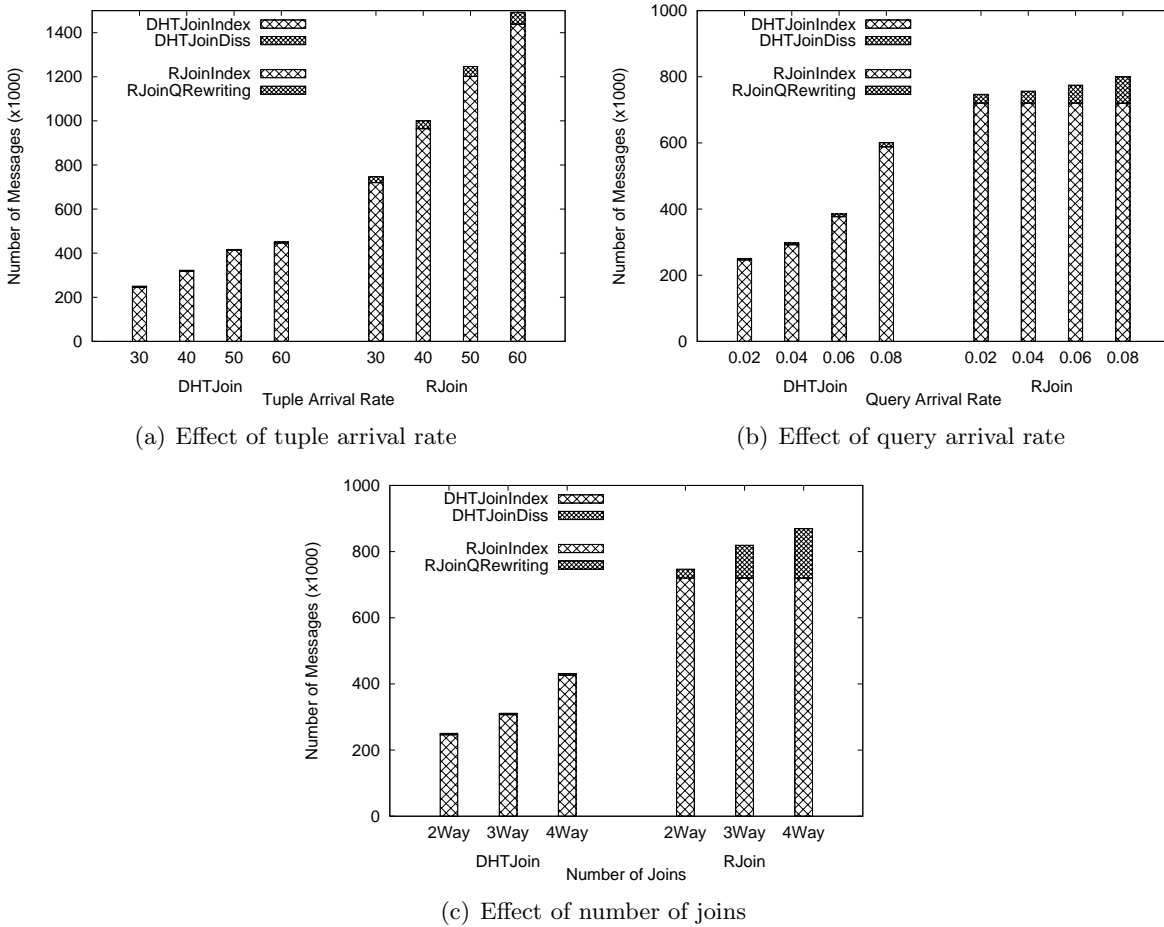 1400
1200
1000
800
600
400
200
0
Number of Messages (x1000)
DHTJoinIndex
DHTJoinDiss
RJoinIndex
RJoinQRewriting
30 40 50 60 30 40 50 60
DHTJoin RJoin
Tuple Arrival Rate
(a) Effect of tuple arrival rate
1000
800
600
400
200
0
Number of Messages (x1000)
DHTJoinIndex
DHTJoinDiss
RJoinIndex
RJoinQRewriting
0.02 0.04 0.06 0.08 0.02 0.04 0.06 0.08
DHTJoin RJoin
Query Arrival Rate
(b) Effect of query arrival rate
1000
800
600
400
200
0
Number of Messages (x1000)
DHTJoinIndex
DHTJoinDiss
RJoinIndex
RJoinQRewriting
2Way 3Way 4Way 2Way 3Way 4Way
DHTJoin RJoin
Number of Joins
(c) Effect of number of joins